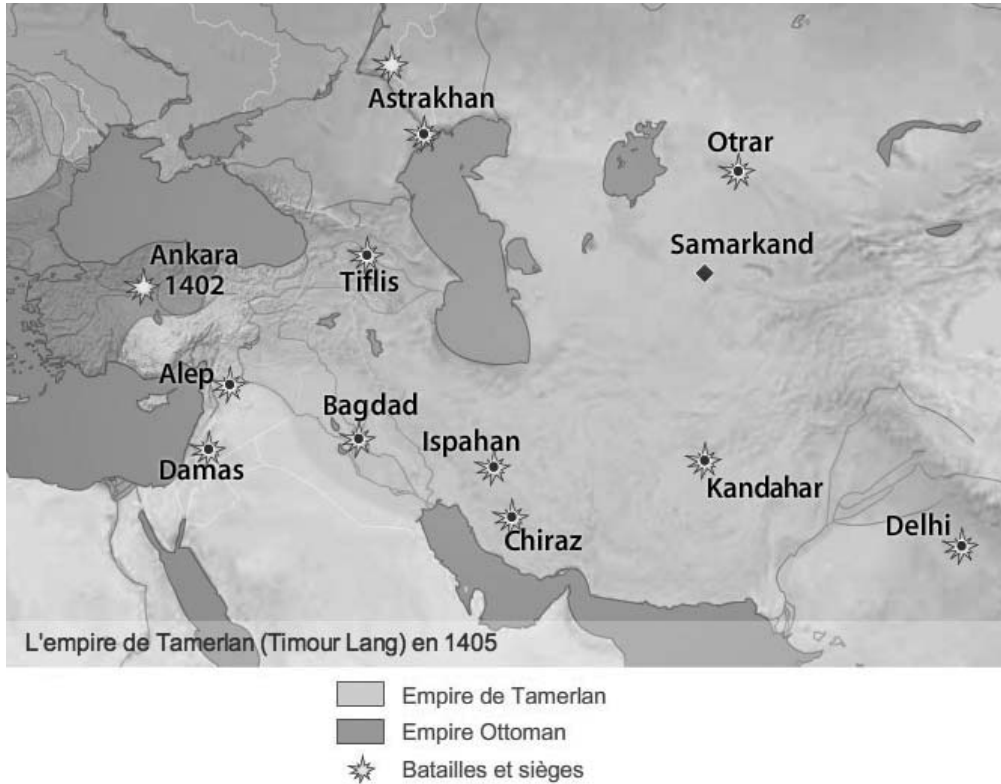 Astrakhan
Otrar
Ankara
1402
Tiflis
Samarkand
Alep
Bagdad
Ispahan
Damas
Kandahar
Chiraz
Delhi
L'empire de Tamerlan (Timour Lang) en 1405
Empire de Tamerlan
Empire Ottoman
Batailles et sièges